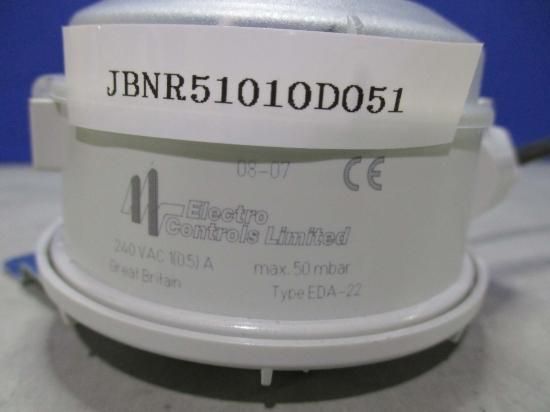 JBNR51010D051
08-07
CE
Electro
Controls Limited
240 VAC 1(0.5) A
max. 50 mbar
Great Britain
Type EDA-22